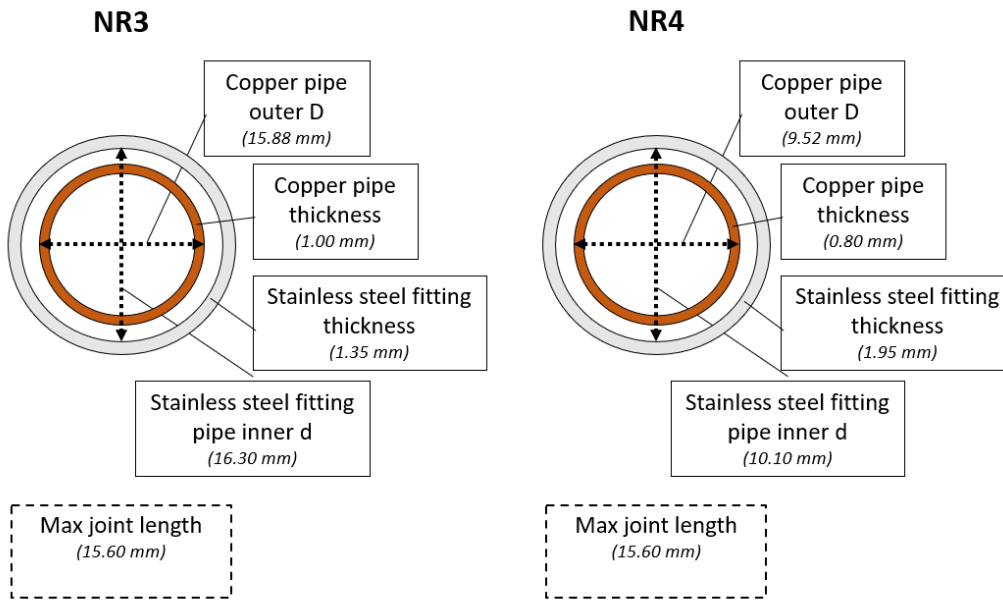 NR3
Copper pipe
outer D
(15.88 mm)
Copper pipe
thickness
(1.00 mm)
Stainless steel fitting
thickness
(1.35 mm)
Stainless steel fitting
pipe inner d
(16.30 mm)
Max joint length
(15.60 mm)
NR4
Copper pipe
outer D
(9.52 mm)
Copper pipe
thickness
(0.80 mm)
Stainless steel fitting
thickness
(1.95 mm)
Stainless steel fitting
pipe inner d
(10.10 mm)
Max joint length
(15.60 mm)